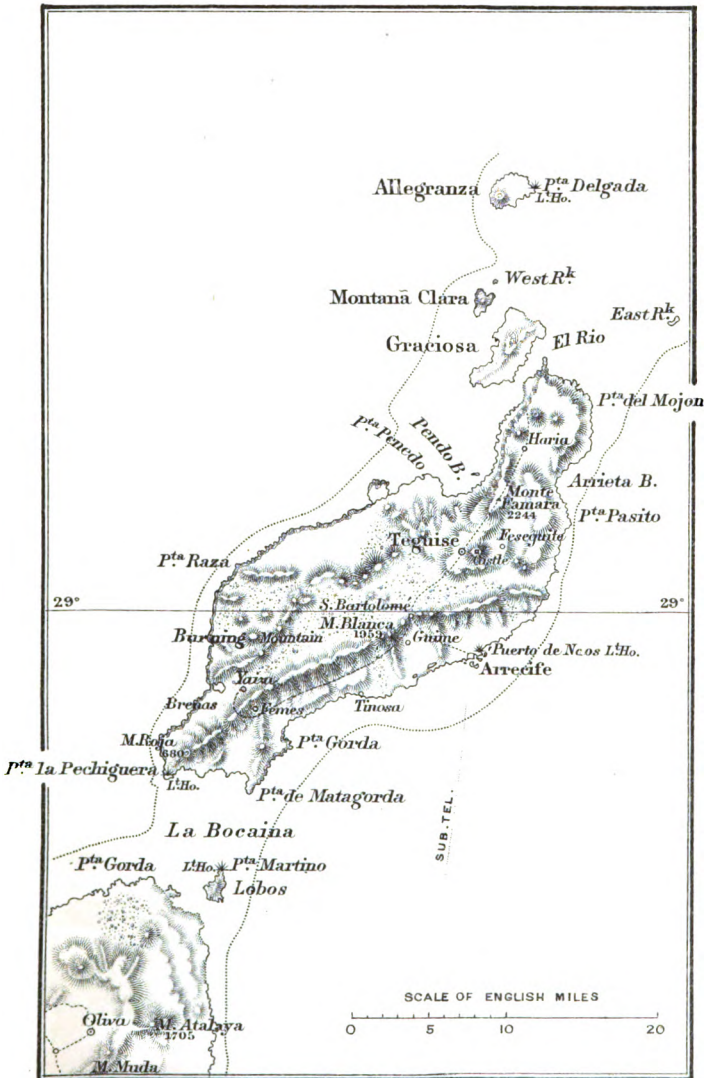 Allegranza
Pta Delgada
Lt.Ho.
West Rk.
Montaña Clara
East Rk.
Graciosa
El Rio
Pta del Mojon
Pta Penedo
Pendo B.
Haria
Arrieta B.
Monte
Famara
2244
Pta Pasito
Teguise
Castle
Pta Raza
29°
29°
S. Bartolomé
M. Blanca
1959
Guime
Burning Mountain
Puerto de Ncos Lt.Ho.
Arrecife
Yaiza
Breñas
Femes
Tinosa
M. Roja
680
Pta Gorda
Pta la Pechiguera
Lt.Ho.
Pta de Matagorda
La Bocaina
SUB. TEL.
Pta Gorda
Lt.Ho.
Pta Martino
Lobos
SCALE OF ENGLISH MILES
0 5 10 20
Oliva
M. Atalaya
1705
M. Muda